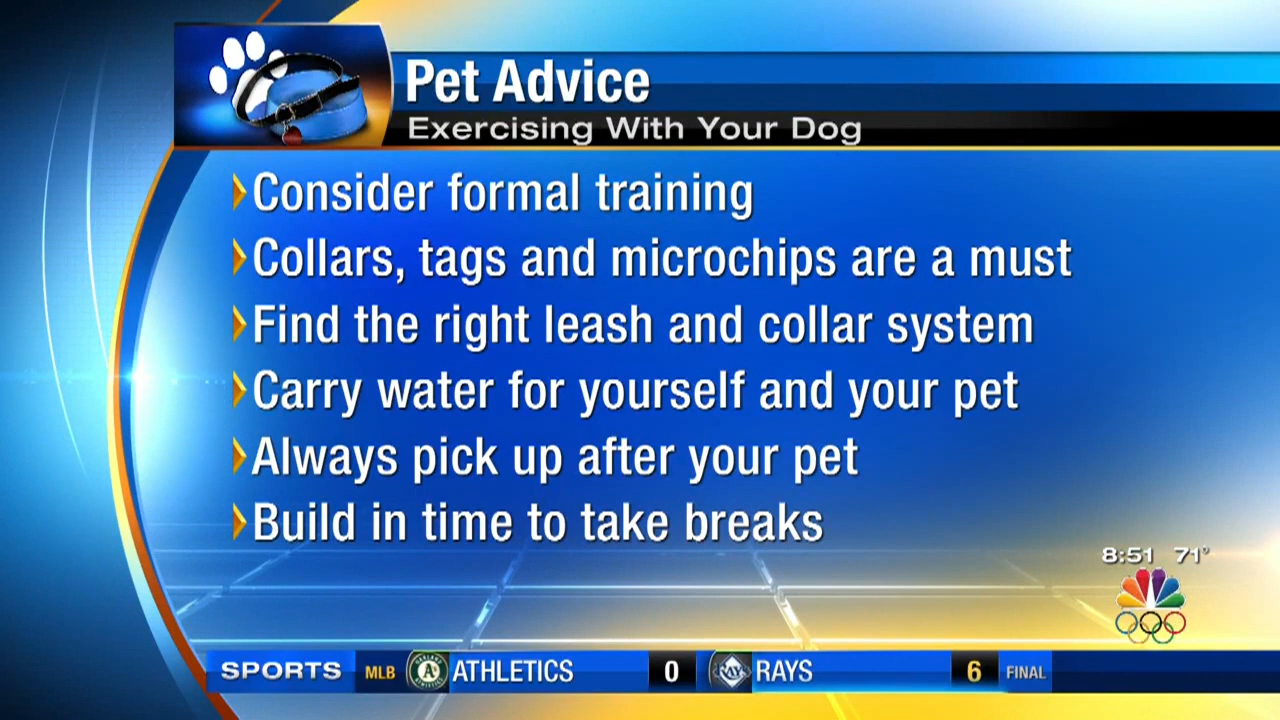 Pet Advice
Exercising With Your Dog
Consider formal training
Collars, tags and microchips are a must
Find the right leash and collar system
Carry water for yourself and your pet
Always pick up after your pet
Build in time to take breaks
8:51 71°
SPORTS MLB A's ATHLETICS 0 RAYS RAYS 6 FINAL